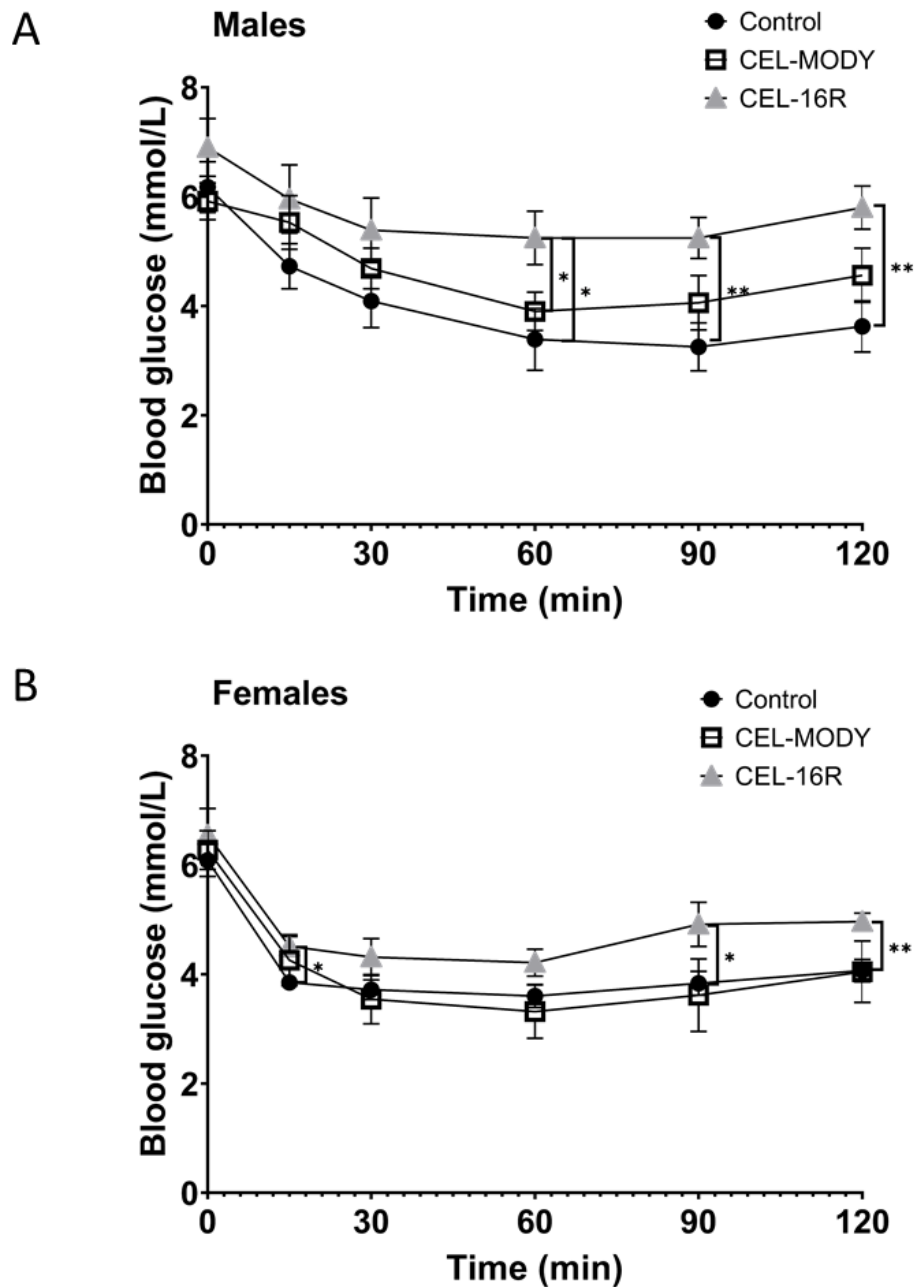 A
Males
Control
CEL-MODY
CEL-16R
Blood glucose (mmol/L)
8
6
4
2
0
* * ** **
0 30 60 90 120
Time (min)
B
Females
Control
CEL-MODY
CEL-16R
Blood glucose (mmol/L)
8
6
4
2
0
* * **
0 30 60 90 120
Time (min)